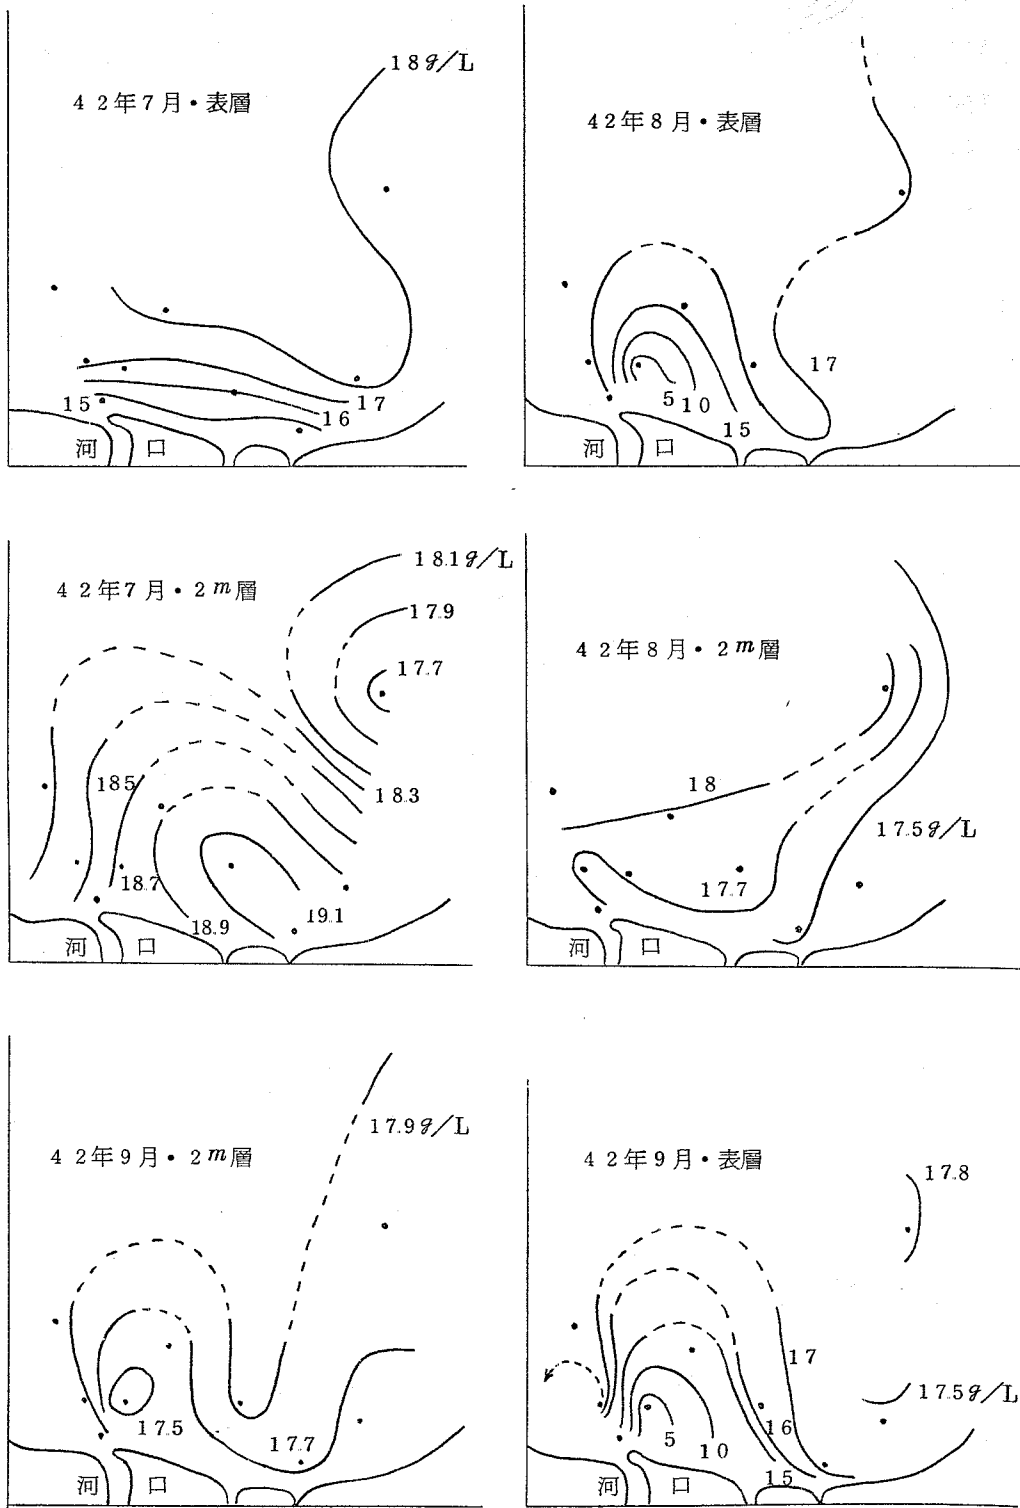 42年7月・表層
18g/L
15
16
17
河 口
42年8月・表層
17
5
10
15
河 口
42年7月・2m層
18.1g/L
17.9
17.7
18.5
18.3
18.7
18.9
19.1
河 口
42年8月・2m層
18
17.5g/L
17.7
河 口
42年9月・2m層
17.9g/L
17.5
17.7
河 口
42年9月・表層
17.8
17
17.5g/L
16
5
10
15
河 口